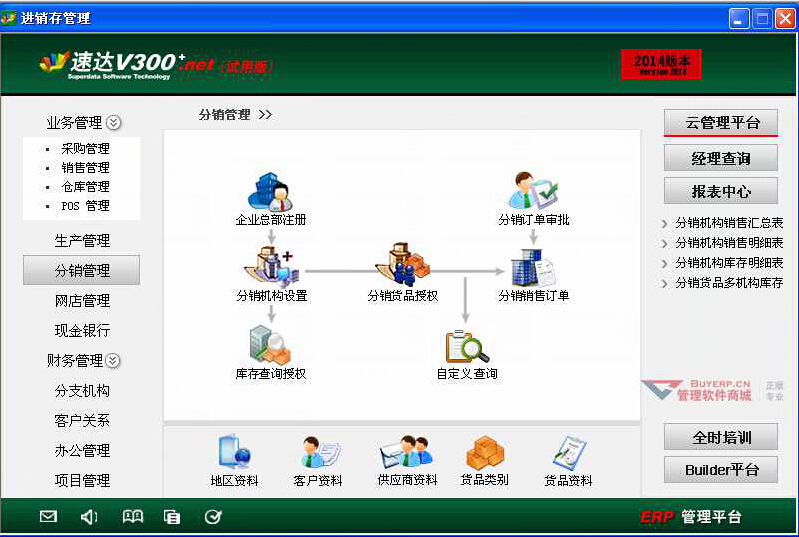 进销存管理
速达V300+.net (试用版)
Superdata Software Technology
2014版本
version 2014
业务管理
采购管理
销售管理
仓库管理
POS 管理
生产管理
分销管理
网店管理
现金银行
财务管理
分支机构
客户关系
办公管理
项目管理
分销管理 >>
企业总部注册
分销订单审批
分销机构设置
分销货品授权
分销销售订单
库存查询授权
自定义查询
地区资料
客户资料
供应商资料
货品类别
货品资料
云管理平台
经理查询
报表中心
分销机构销售汇总表
分销机构销售明细表
分销机构库存明细表
分销货品多机构库存
BUYERP.CN
管理软件商城
正版
专业
全时培训
Builder平台
ERP 管理平台